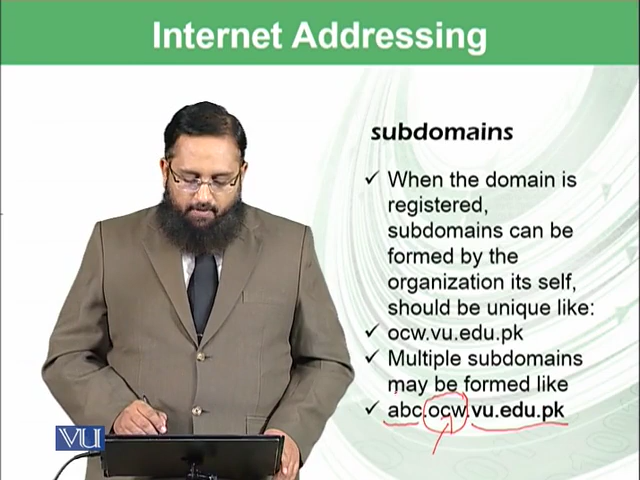 Internet Addressing
subdomains
✓ When the domain is
registered,
subdomains can be
formed by the
organization its self,
should be unique like:
✓ ocw.vu.edu.pk
✓ Multiple subdomains
may be formed like
✓ abc.ocw.vu.edu.pk
VU